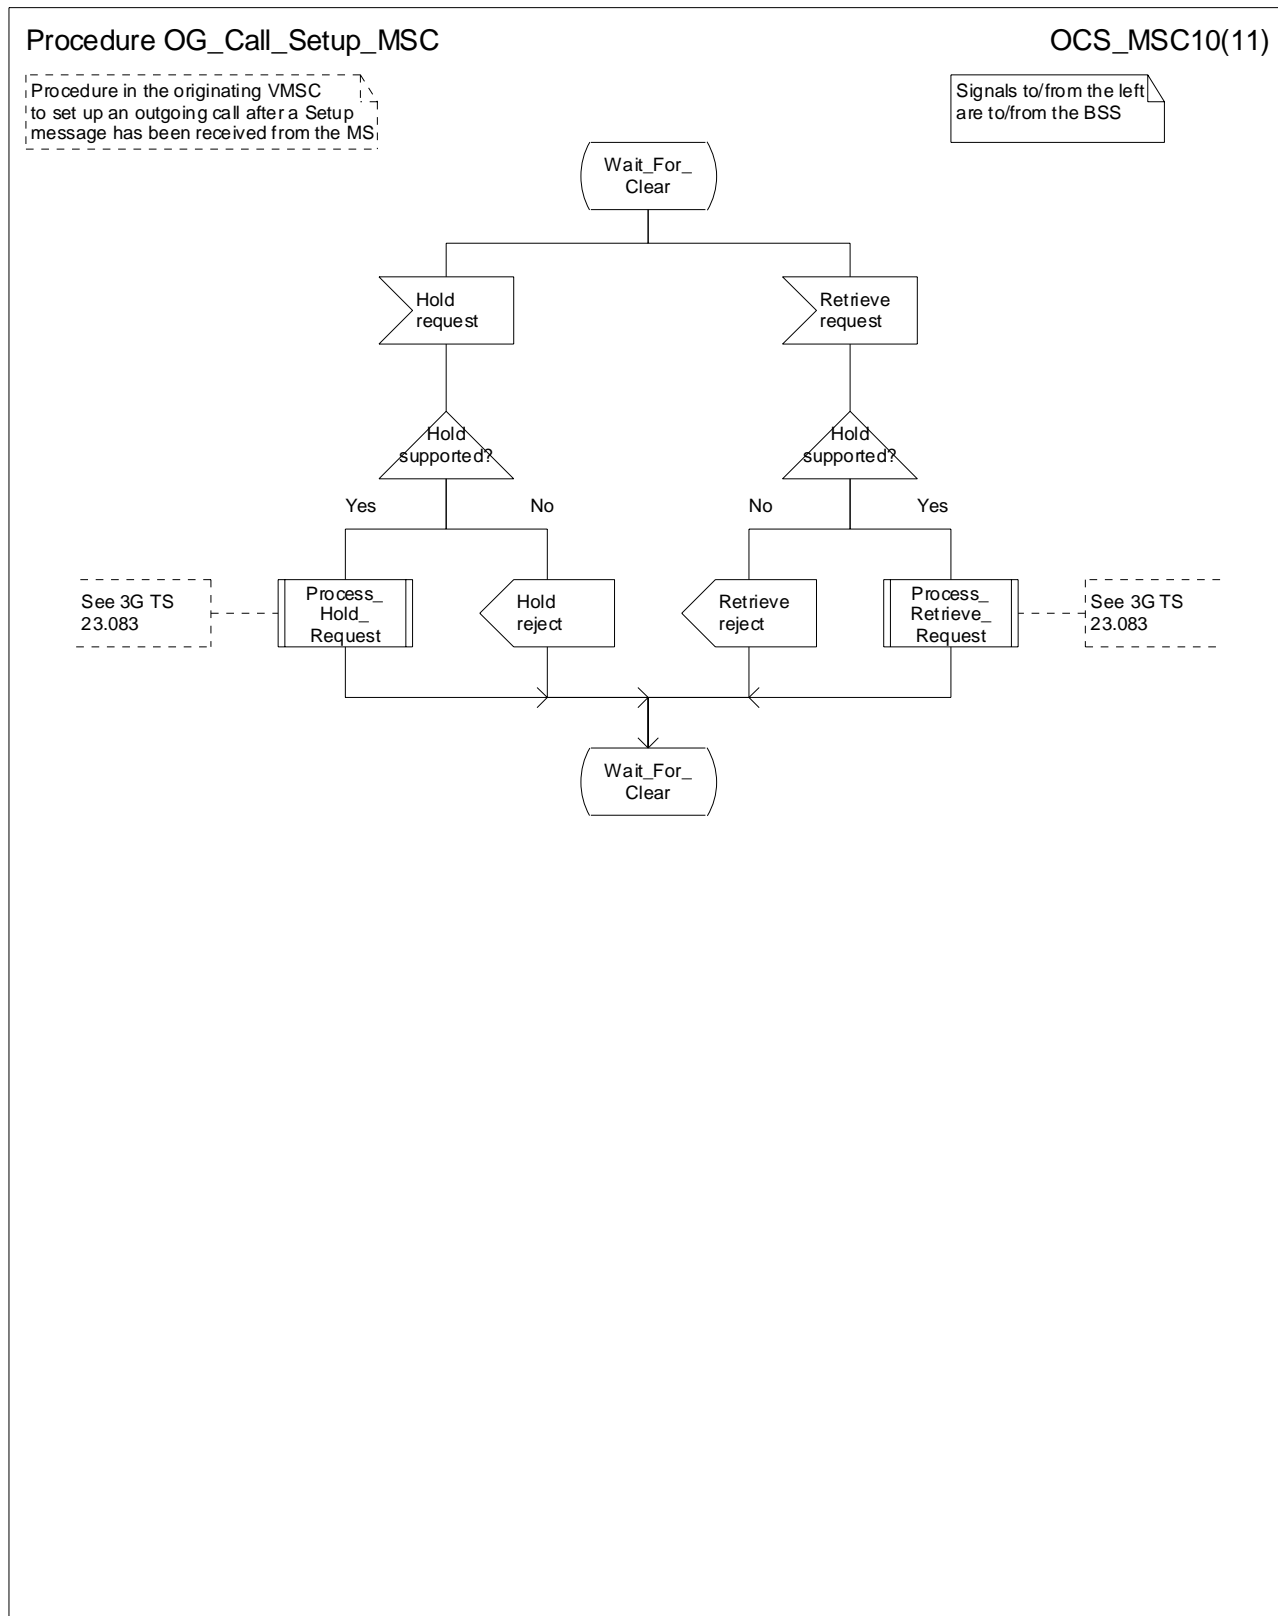 Procedure OG_Call_Setup_MSC
OCS_MSC10(11)
Procedure in the originating VMSC
to set up an outgoing call after a Setup
message has been received from the MS
Signals to/from the left
are to/from the BSS
Wait_For_
Clear
Hold
request
Retrieve
request
Hold
supported?
Hold
supported?
Yes
No
No
Yes
See 3G TS
23.083
Process_
Hold_
Request
Hold
reject
Retrieve
reject
Process_
Retrieve_
Request
See 3G TS
23.083
Wait_For_
Clear